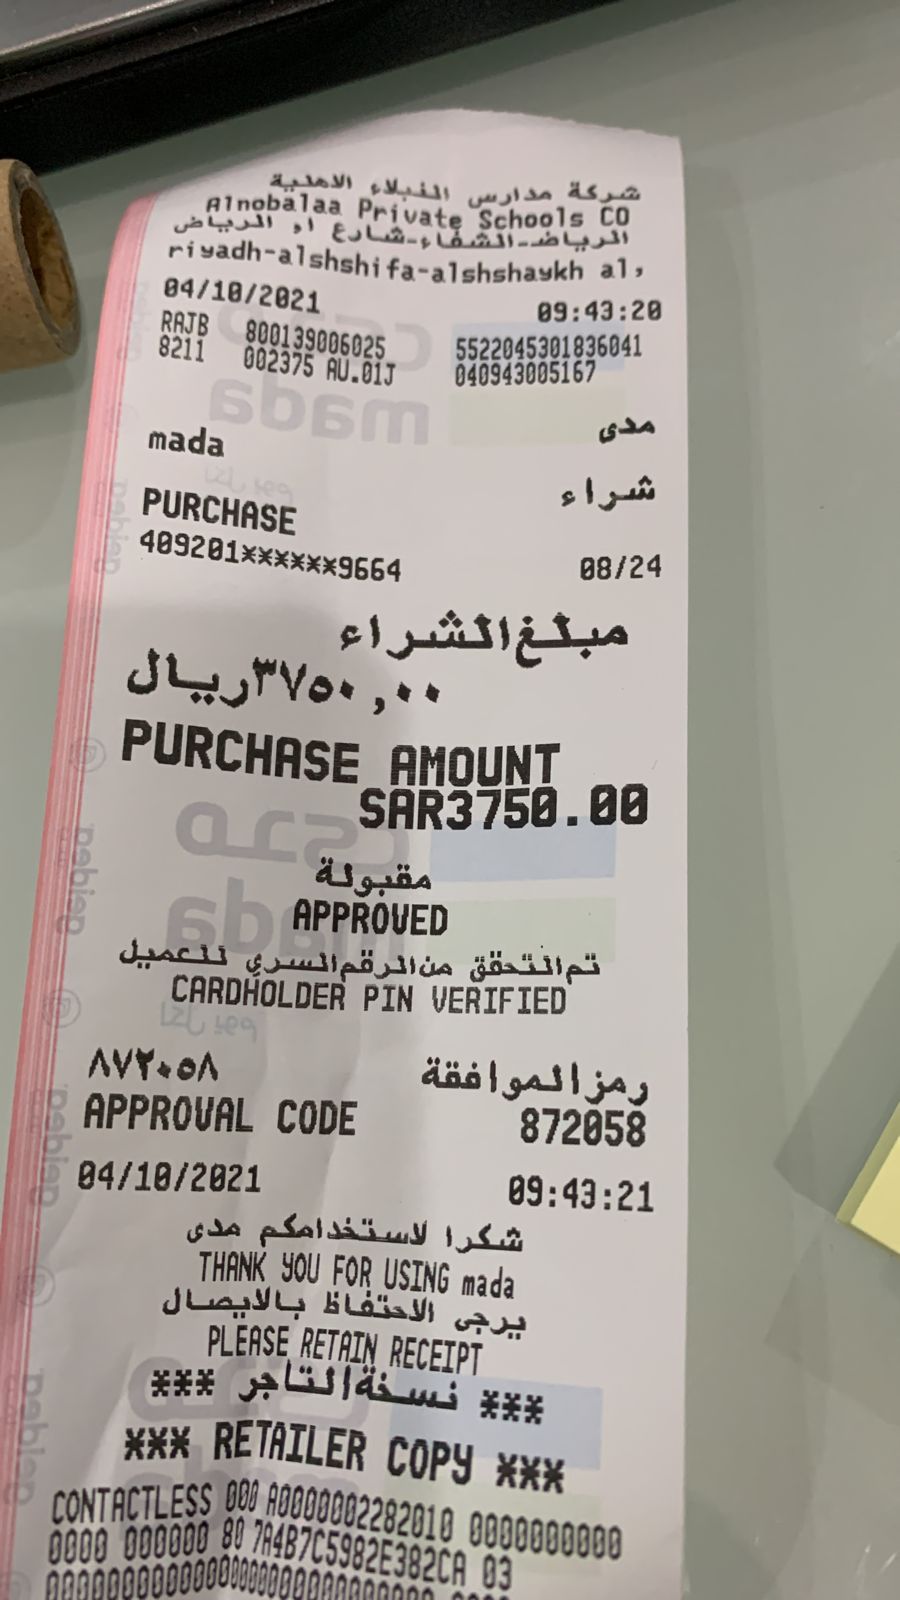 شركة مدارس النبلاء الاهلية
Alnobalaa Private Schools CO
الرياض-الشفاء-شارع ا، الرياض
riyadh-alshshifa-alshshaykh al,
04/10/2021 09:43:20
RAJB 800139006025 5522045301836041
8211 002375 AU.01J 040943005167
mada مدى
PURCHASE شراء
409201******9664 08/24
مبلغ الشراء
٣٧٥٠,٠٠ ريال
PURCHASE AMOUNT
SAR3750.00
مقبولة
APPROVED
تم التحقق من الرقم السري للعميل
CARDHOLDER PIN VERIFIED
رمز الموافقة ٨٧٢٠٥٨
APPROVAL CODE 872058
04/10/2021 09:43:21
شكرا لاستخدامكم مدى
THANK YOU FOR USING mada
يرجى الاحتفاظ بالايصال
PLEASE RETAIN RECEIPT
*** نسخة التاجر ***
*** RETAILER COPY ***
CONTACTLESS 000 A0000002282010 0000000000
0000 000000 80 7A4B7C5982E382CA 03